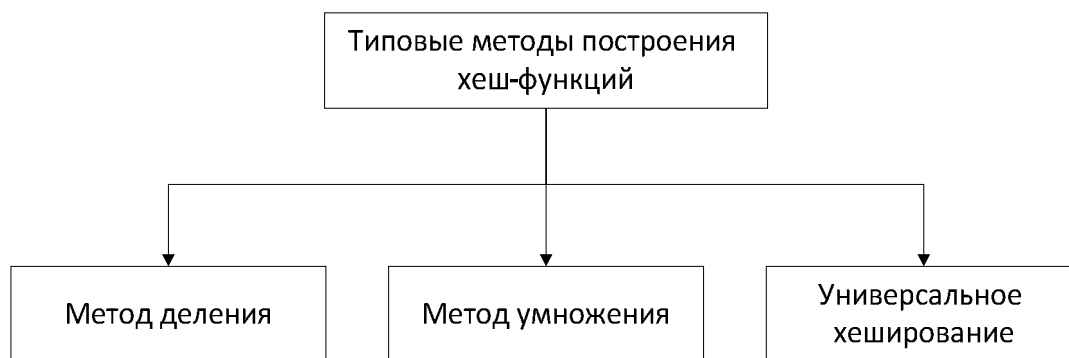 Типовые методы построения
хеш-функций
Метод деления
Метод умножения
Универсальное
хеширование